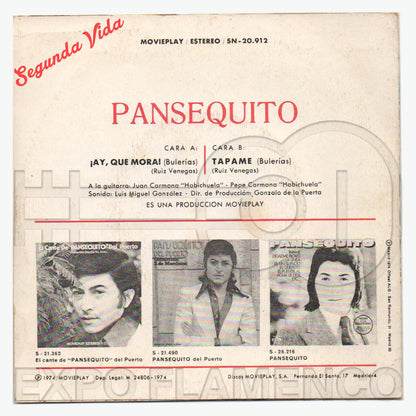 Segunda Vida
MOVIEPLAY / ESTEREO / SN-20.912
PANSEQUITO
CARA A:
¡AY, QUE MORA! (Bulerías)
(Ruiz Venegas)
CARA B:
TAPAME (Bulerías)
(Ruiz Venegas)
A la guitarra: Juan Carmona "Habichuela" - Pepe Carmona "Habichuela"
Sonido: Luis Miguel González - Dir. de Producción: Gonzalo de la Puerta
ES UNA PRODUCCION MOVIEPLAY
El Cante de "PANSEQUITO" del Puerto
PANSEQUITO
DEL PUERTO
PANSEQUITO
S - 21.362
El cante de "PANSEQUITO" del Puerto
S - 21.490
PANSEQUITO del Puerto
S - 26.216
PANSEQUITO
Ⓟ 1974/MOVIEPLAY
Dep. Legal: M 24806-1974
Discos MOVIEPLAY, S.A.
Fernando El Santo, 17
Madrid-4
EXPOFLAMENCO